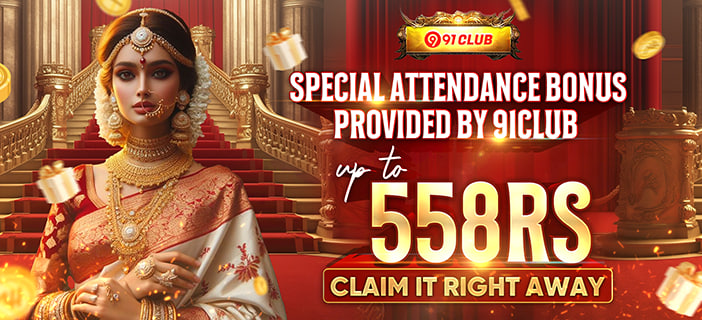 91CLUB
SPECIAL ATTENDANCE BONUS
PROVIDED BY 91CLUB
up to
558RS
CLAIM IT RIGHT AWAY